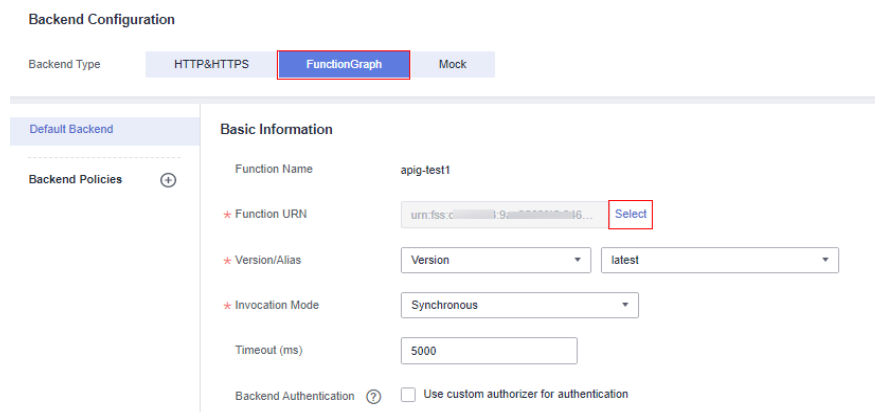 Backend Configuration
Backend Type HTTP&HTTPS FunctionGraph Mock
Default Backend
Basic Information
Function Name apig-test1
Backend Policies
* Function URN urn:fss: Select
* Version/Alias Version latest
* Invocation Mode Synchronous
Timeout (ms) 5000
Backend Authentication ? Use custom authorizer for authentication